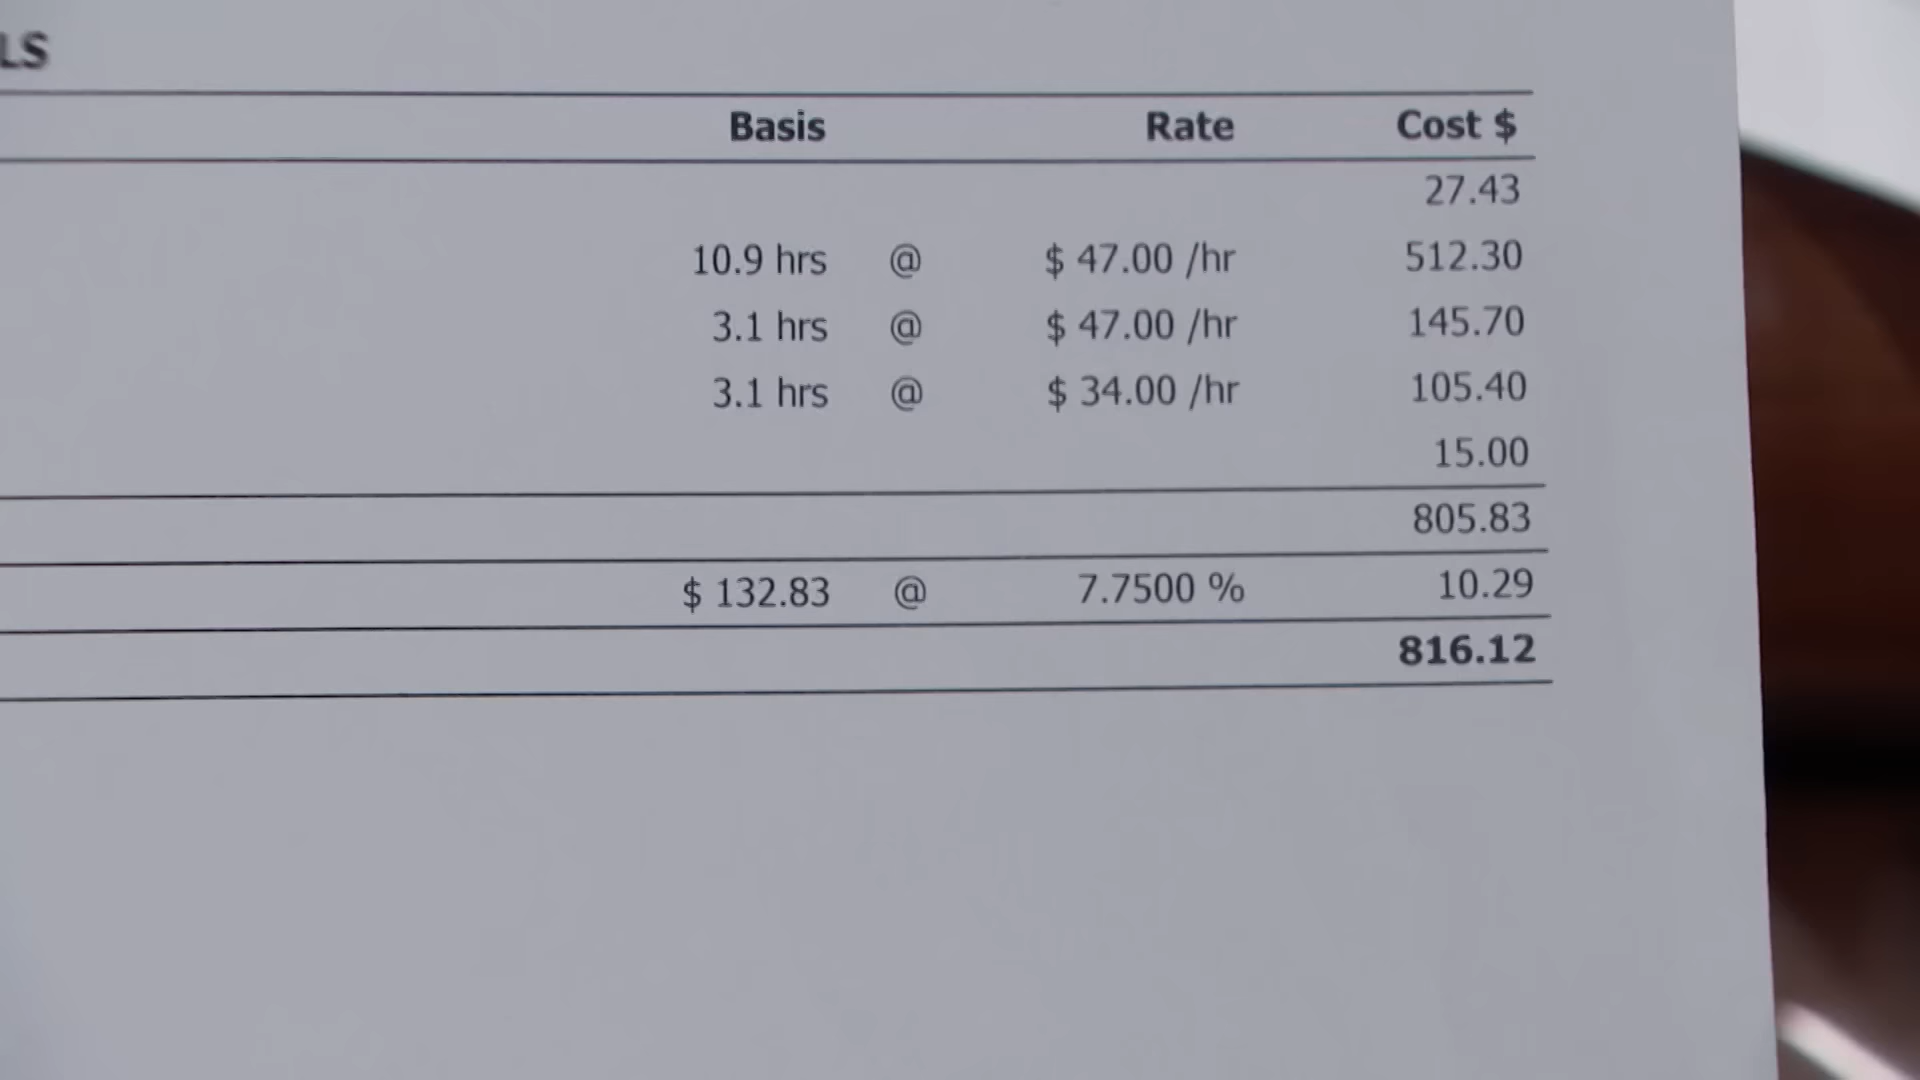 LS
Basis Rate Cost $
27.43
10.9 hrs @ $ 47.00 /hr 512.30
3.1 hrs @ $ 47.00 /hr 145.70
3.1 hrs @ $ 34.00 /hr 105.40
15.00
805.83
$ 132.83 @ 7.7500 % 10.29
816.12